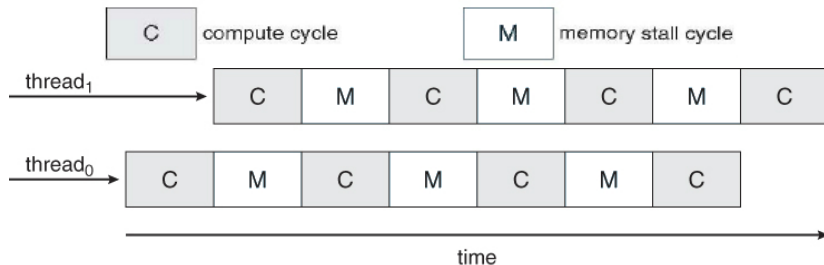 C compute cycle M memory stall cycle
thread1
C M C M C M C
thread0
C M C M C M C
time